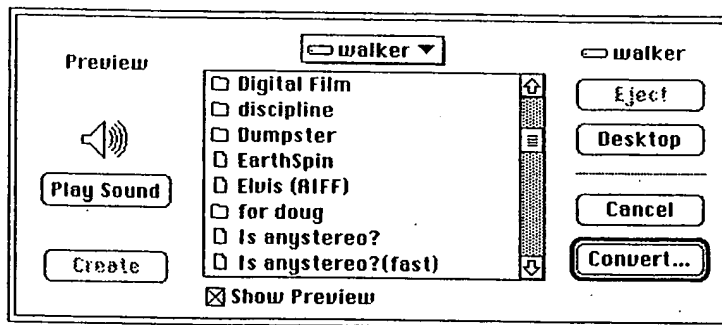 Preview
walker
Digital Film
discipline
Dumpster
EarthSpin
Elvis (AIFF)
for doug
Is anystereo?
Is anystereo?(fast)
Show Preview
Play Sound
Create
walker
Eject
Desktop
Cancel
Convert...